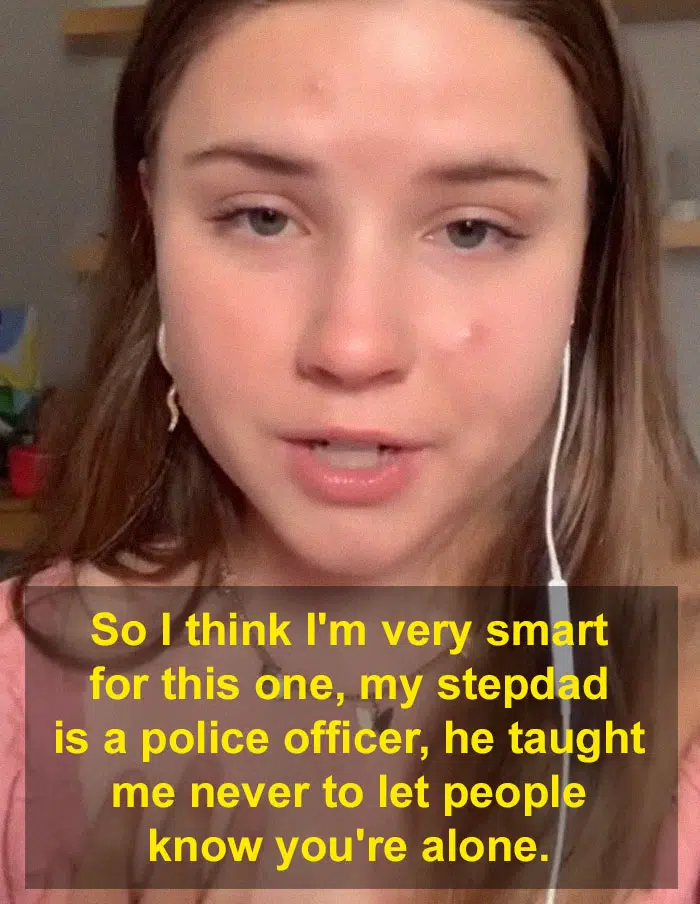 So I think I'm very smart
for this one, my stepdad
is a police officer, he taught
me never to let people
know you're alone.